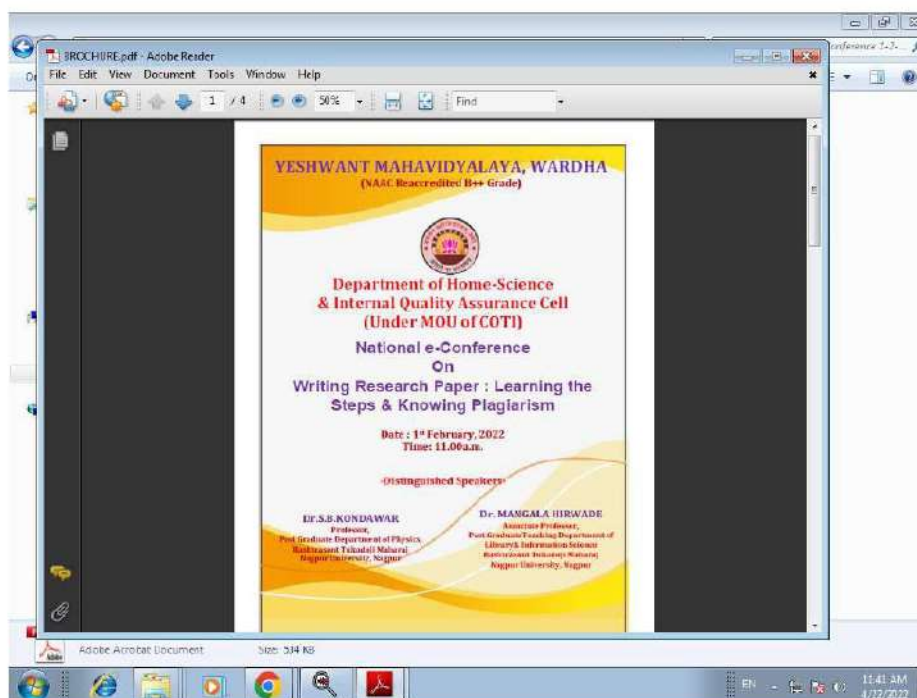 BROCHURE.pdf - Adobe Reader
File Edit View Document Tools Window Help
1 / 4 50% Find
YESHWANT MAHAVIDYALAYA, WARDHA
(NAAC Reaccredited B++ Grade)
Department of Home-Science
& Internal Quality Assurance Cell
(Under MOU of COTI)
National e-Conference
On
Writing Research Paper : Learning the
Steps & Knowing Plagiarism
Date : 1st February, 2022
Time: 11.00a.m.
-Distinguished Speakers-
Dr.S.B.KONDAWAR
Professor,
Post Graduate Department of Physics
Rashtrasant Tukadoji Maharaj
Nagpur University, Nagpur
Dr. MANGALA HIRWADE
Associate Professor,
Post Graduate Teaching Department of
Library& Information Science
Rashtrasant Tukadoji Maharaj
Nagpur University, Nagpur
Adobe Acrobat Document Size: 534 KB
EN 11:41 AM